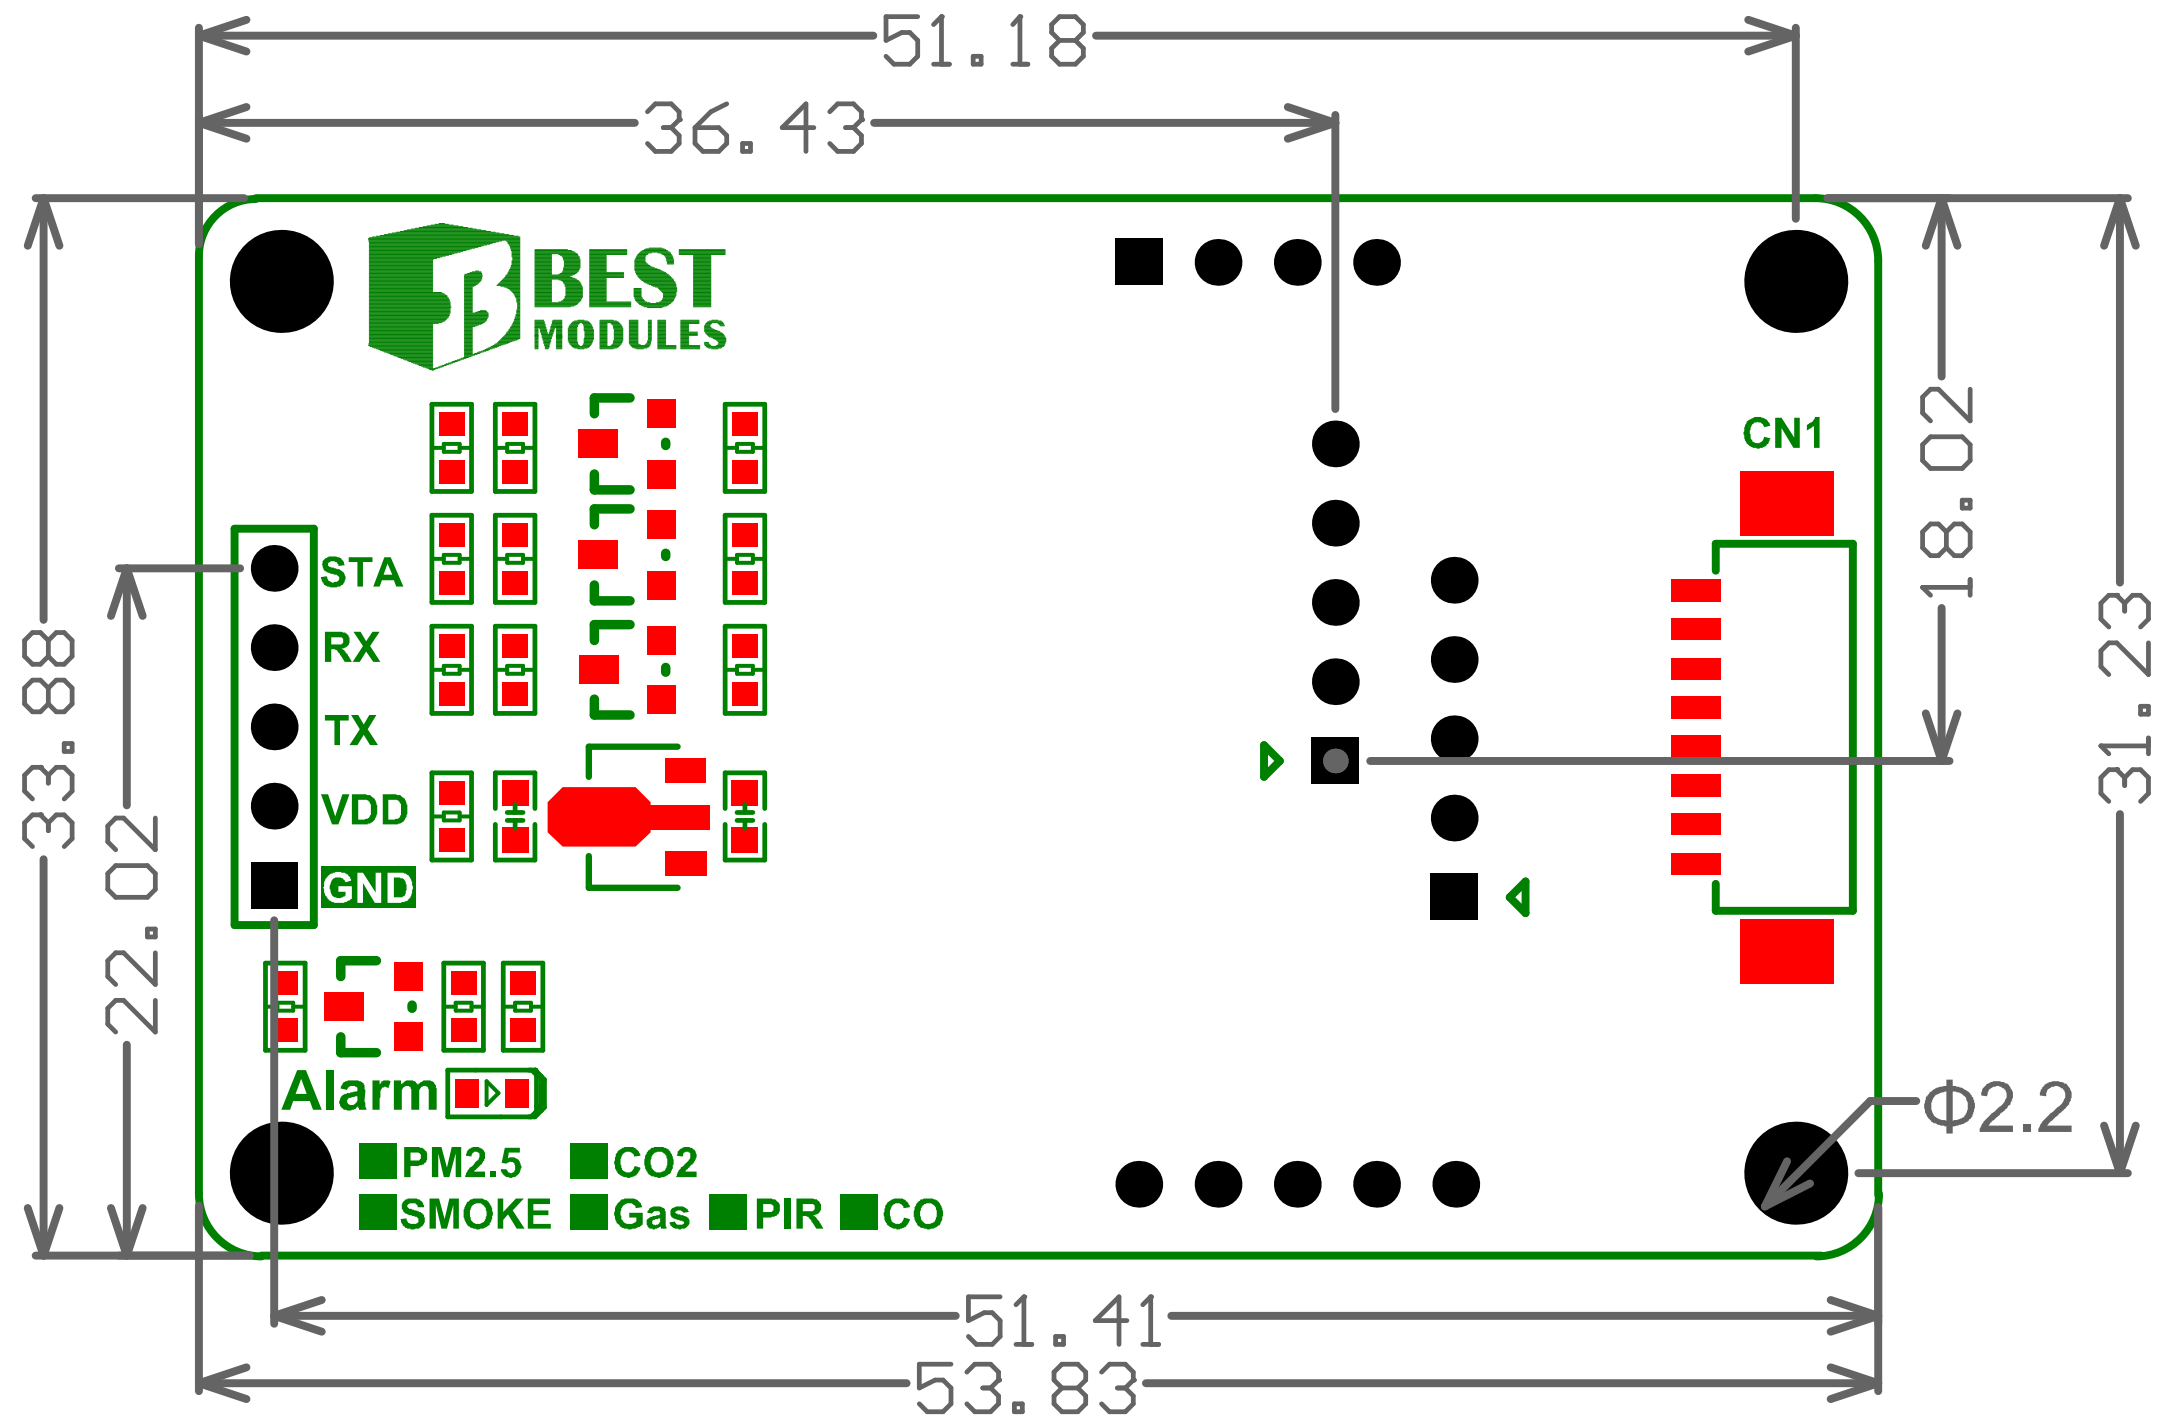 51.18
36.43
BEST
MODULES
CN1
18.02
STA
RX
31.23
33.88
TX
VDD
22.02
GND
Alarm
Φ2.2
PM2.5 CO2
SMOKE Gas PIR CO
51.41
53.83